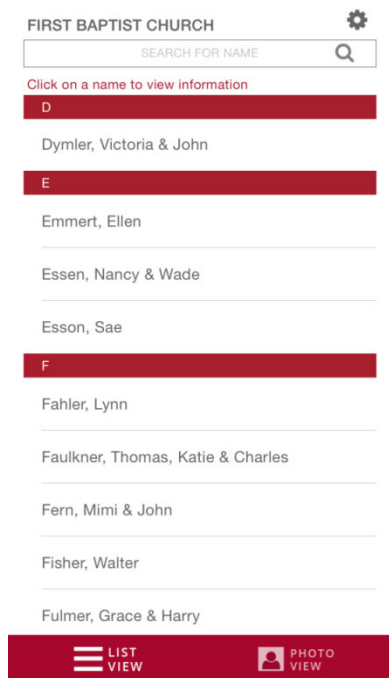 FIRST BAPTIST CHURCH
SEARCH FOR NAME
Click on a name to view information
D
Dymler, Victoria & John
E
Emmert, Ellen
Essen, Nancy & Wade
Esson, Sae
F
Fahler, Lynn
Faulkner, Thomas, Katie & Charles
Fern, Mimi & John
Fisher, Walter
Fulmer, Grace & Harry
LIST
VIEW
PHOTO
VIEW